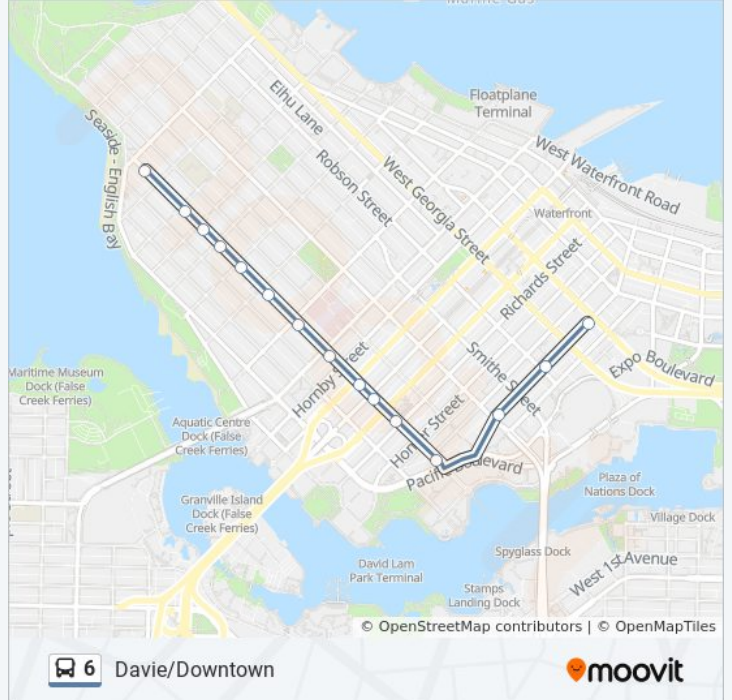 Eihu Lane
Floatplane
Terminal
Seaside - English Bay
Robson Street
West Georgia Street
West Waterfront Road
Waterfront
Richards Street
Smithe Street
Expo Boulevard
Hornby Street
Maritime Museum
Dock (False
Creek Ferries)
Aquatic Centre
Dock (False
Creek Ferries)
Pacific Boulevard
Plaza of
Nations Dock
Granville Island
Dock (False
Creek Ferries)
Village Dock
Spyglass Dock
David Lam
Park Terminal
West 1st Avenue
Stamps
Landing Dock
© OpenStreetMap contributors | © OpenMapTiles
6 Davie/Downtown
moovit